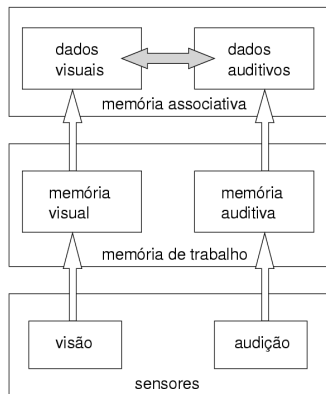 dados
visuais
dados
auditivos
memória associativa
memória
visual
memória
auditiva
memória de trabalho
visão
audição
sensores